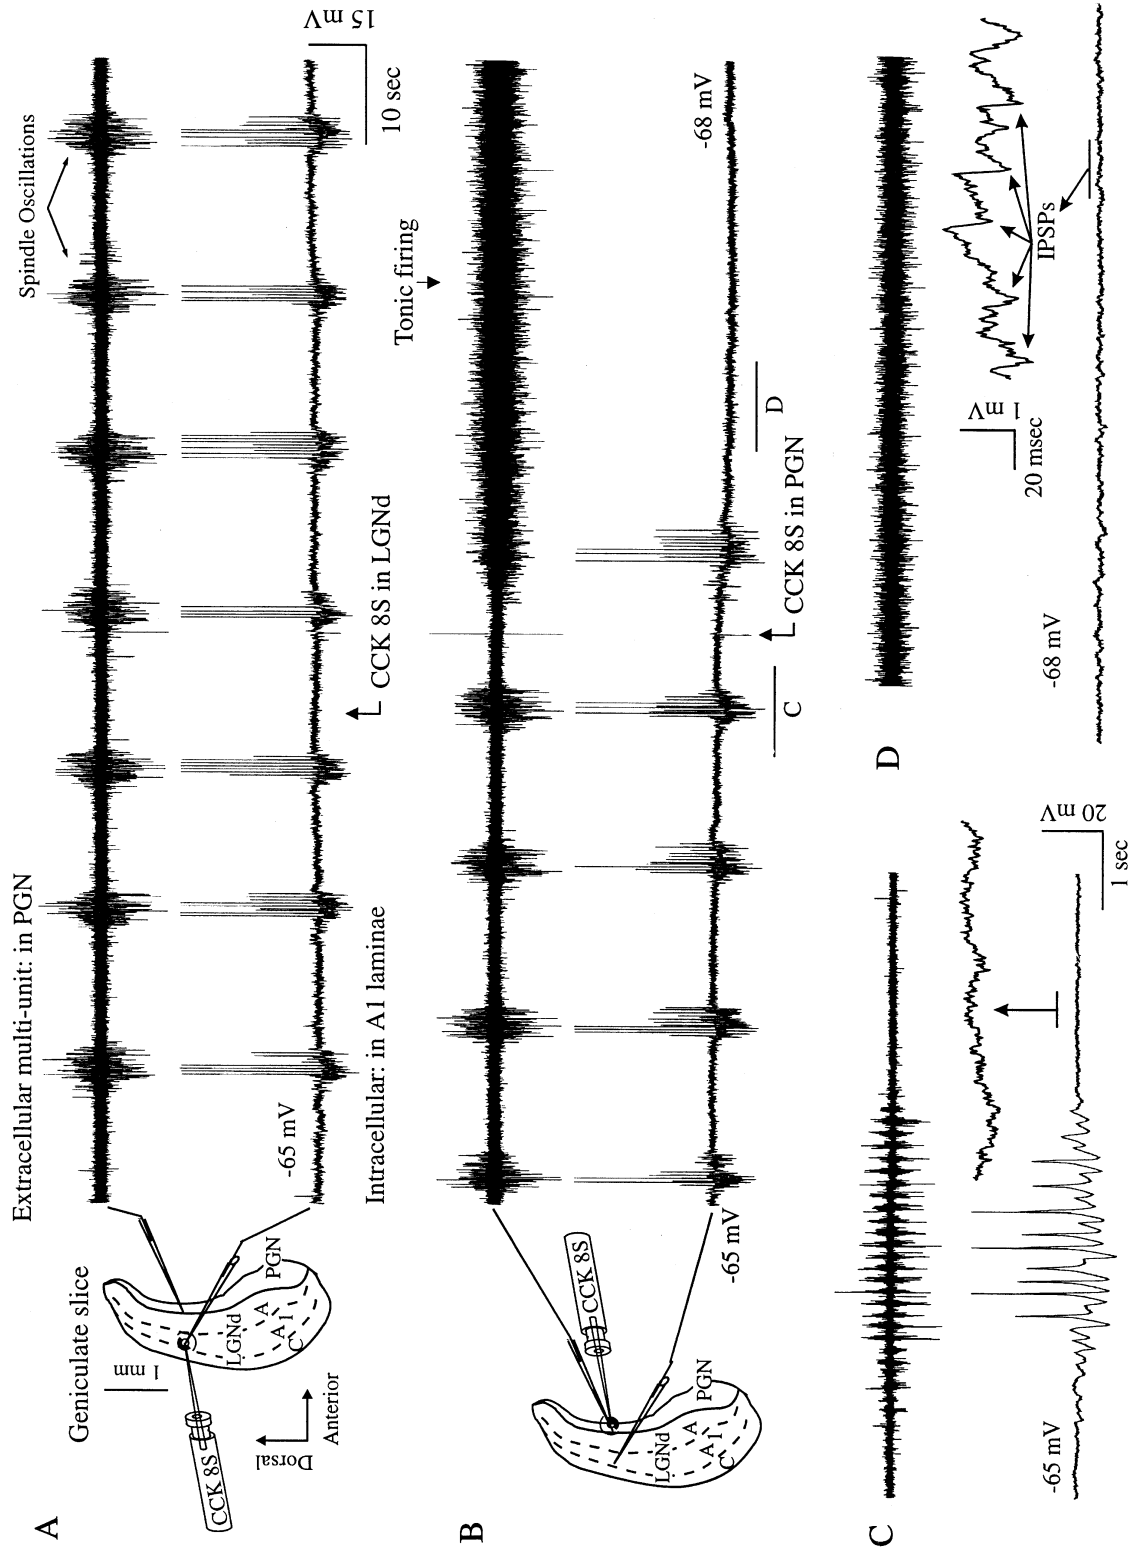 A
Geniculate slice
1 mm
Dorsal
Anterior
CCK 8S
LGNd
A
A1
C
PGN
Extracellular multi-unit: in PGN
Spindle Oscillations
-65 mV
Intracellular: in A1 laminae
CCK 8S in LGNd
15 mV
10 sec
B
CCK 8S
LGNd
A
A1
C
PGN
Tonic firing
-65 mV
-68 mV
C
CCK 8S in PGN
D
C
-65 mV
20 mV
1 sec
D
-68 mV
1 mV
20 msec
IPSPs